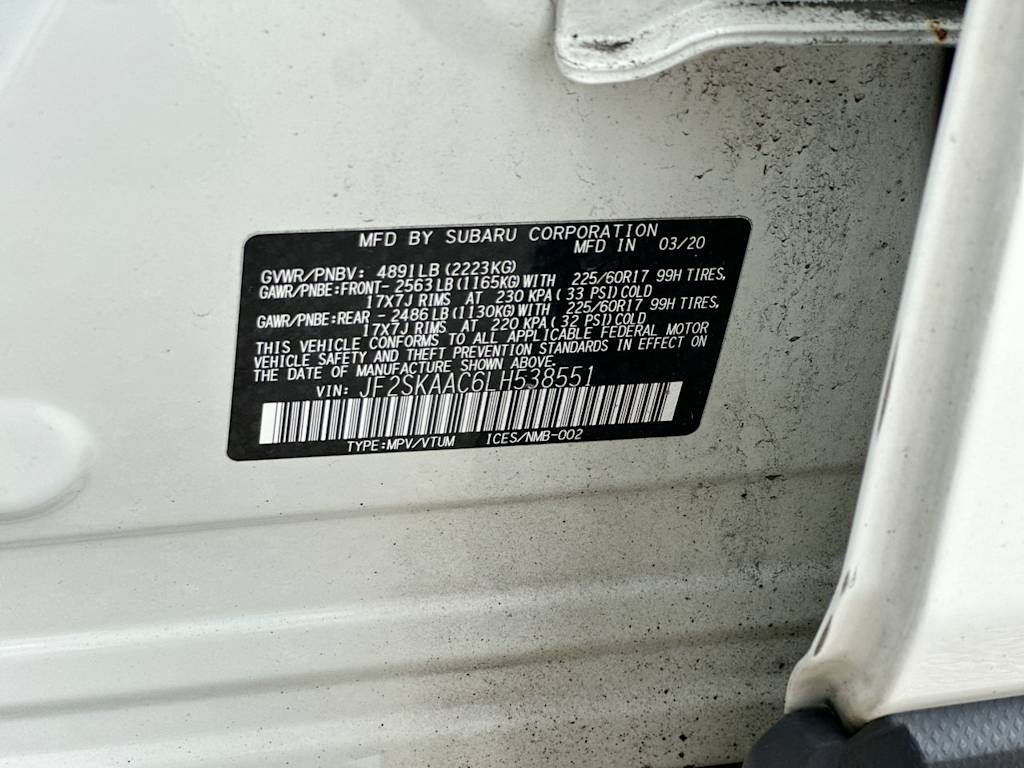 MFD BY SUBARU CORPORATION
MFD IN 03/20
GVWR/PNBV: 4891LB (2223KG)
GAWR/PNBE:FRONT- 2563LB (1165KG) WITH 225/60R17 99H TIRES,
17X7J RIMS AT 230 KPA ( 33 PSI) COLD
GAWR/PNBE:REAR - 2486LB (1130KG) WITH 225/60R17 99H TIRES,
17X7J RIMS AT 220 KPA ( 32 PSI) COLD
THIS VEHICLE CONFORMS TO ALL APPLICABLE FEDERAL MOTOR
VEHICLE SAFETY AND THEFT PREVENTION STANDARDS IN EFFECT ON
THE DATE OF MANUFACTURE SHOWN ABOVE.
VIN: JF2SKAAC6LH538551
TYPE:MPV/VTUM ICES/NMB-002